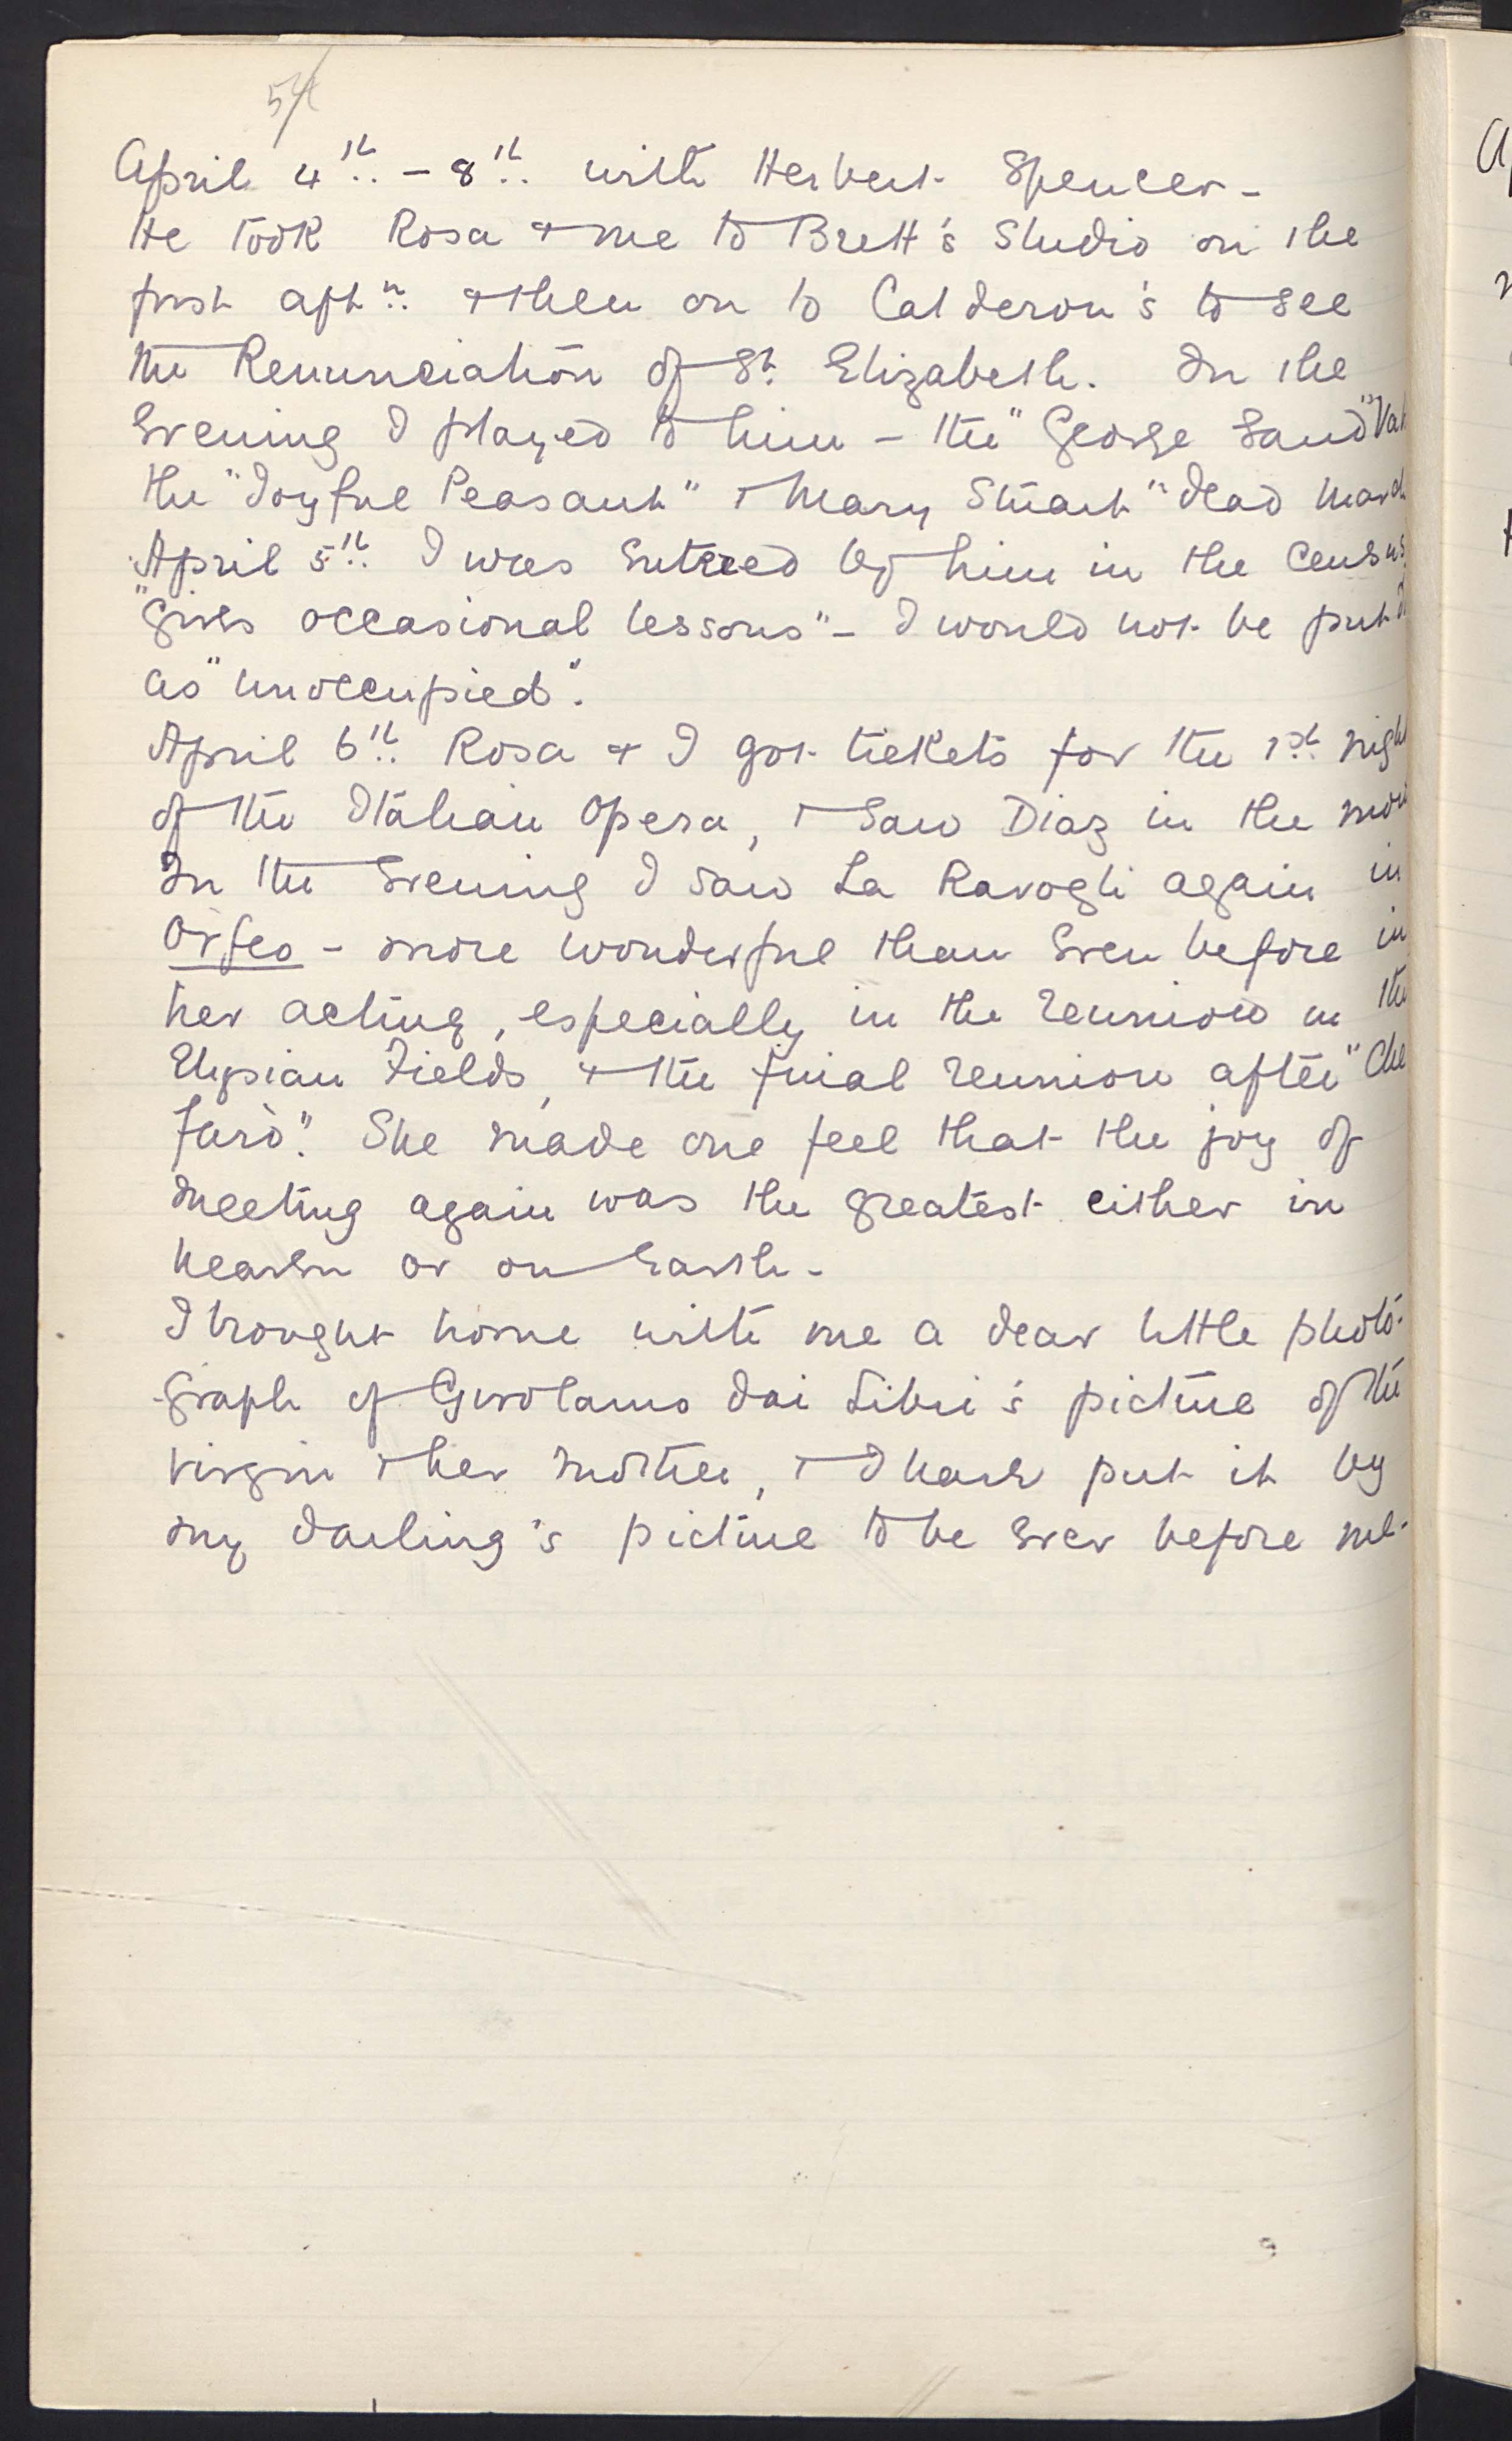 54
April 4th – 8th with Herbert Spencer –
He took Rosa & me to Brett's Studio on the
first aftn & then on to Calderon's to see
the Renunciation of St Elizabeth. In the
Evening I played to him – the "George Sand" Val
the "Joyful Peasant" & Mary Stuart" dead march
April 5th I was Entered by him in the Census
"gives occasional lessons" – I would not be put d
as "unoccupied".
April 6th Rosa & I got tickets for the 1st night
of the Italian Opera, & saw Diaz in the
In the Evening I saw La Ravogli again in
Orfeo – more wonderful than Even before in
her acting, especially in the reunion in the
Elysian Fields, & the final reunion after "Che
farò". She made one feel that the joy of
meeting again was the greatest either in
heaven or on Earth –
I brought home with me a dear little photo-
-graph of Girolamo dai Libri's picture of the
Virgin & her mother, & I have put it by
my darling's picture to be Ever before me.